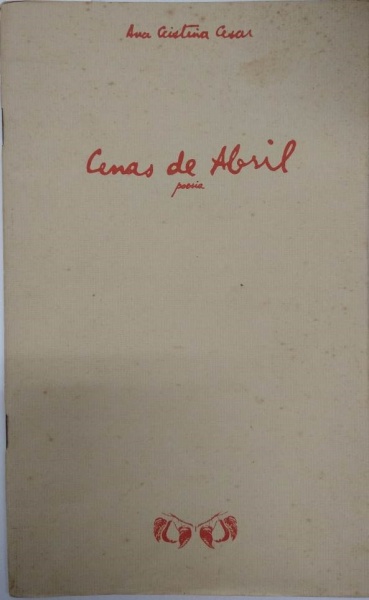 Ana Cristina Cesar
Cenas de Abril
poesia